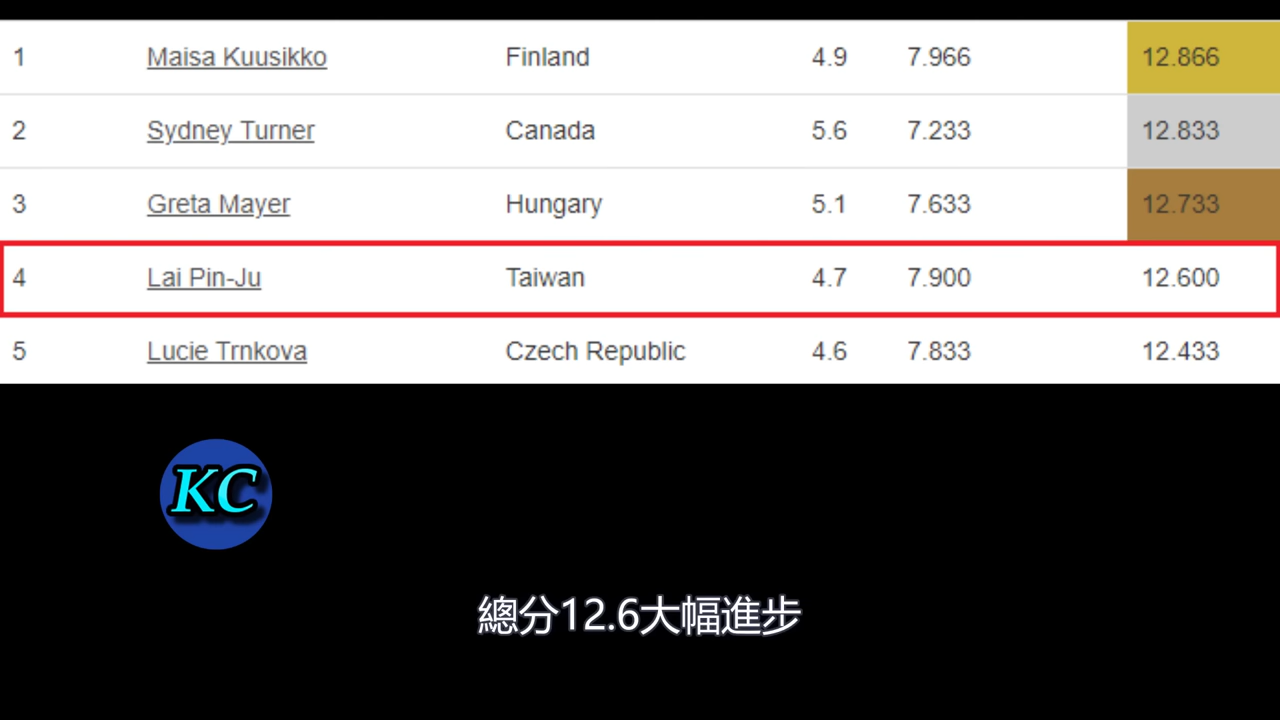 1 Maisa Kuusikko Finland 4.9 7.966 12.866
2 Sydney Turner Canada 5.6 7.233 12.833
3 Greta Mayer Hungary 5.1 7.633 12.733
4 Lai Pin-Ju Taiwan 4.7 7.900 12.600
5 Lucie Trnkova Czech Republic 4.6 7.833 12.433
KC
總分12.6大幅進步